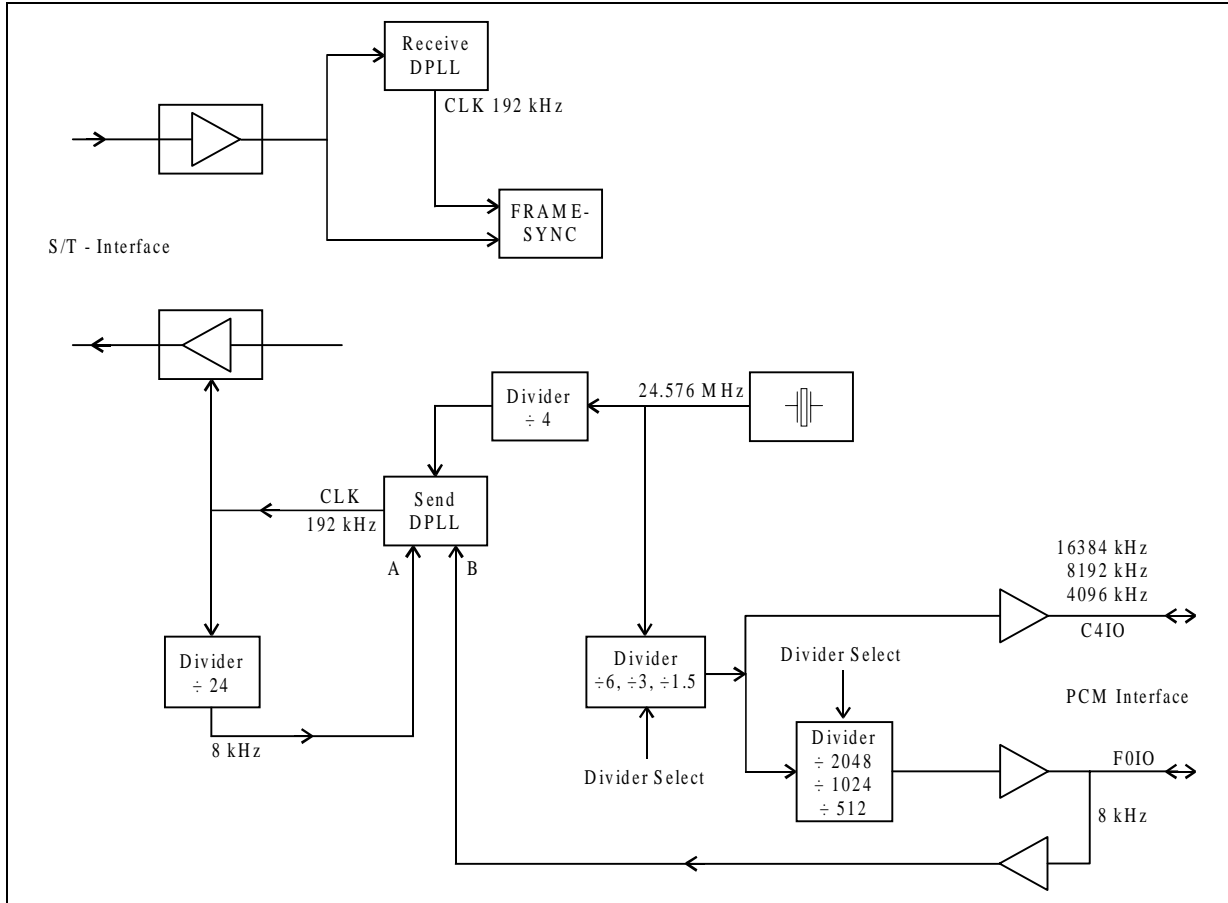 Receive
DPLL
CLK 192 kHz
FRAME-
SYNC
S/T - Interface
24.576 MHz
Divider
÷ 4
CLK
192 kHz
Send
DPLL
A
B
16384 kHz
8192 kHz
4096 kHz
C4IO
Divider
÷ 24
8 kHz
Divider
÷6, ÷3, ÷1.5
Divider Select
Divider Select
PCM Interface
Divider
÷ 2048
÷ 1024
÷ 512
F0IO
8 kHz